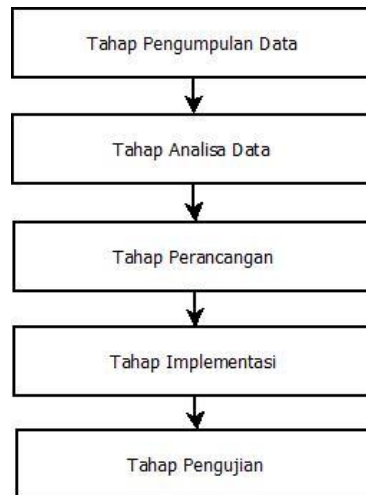 Tahap Pengumpulan Data
Tahap Analisa Data
Tahap Perancangan
Tahap Implementasi
Tahap Pengujian